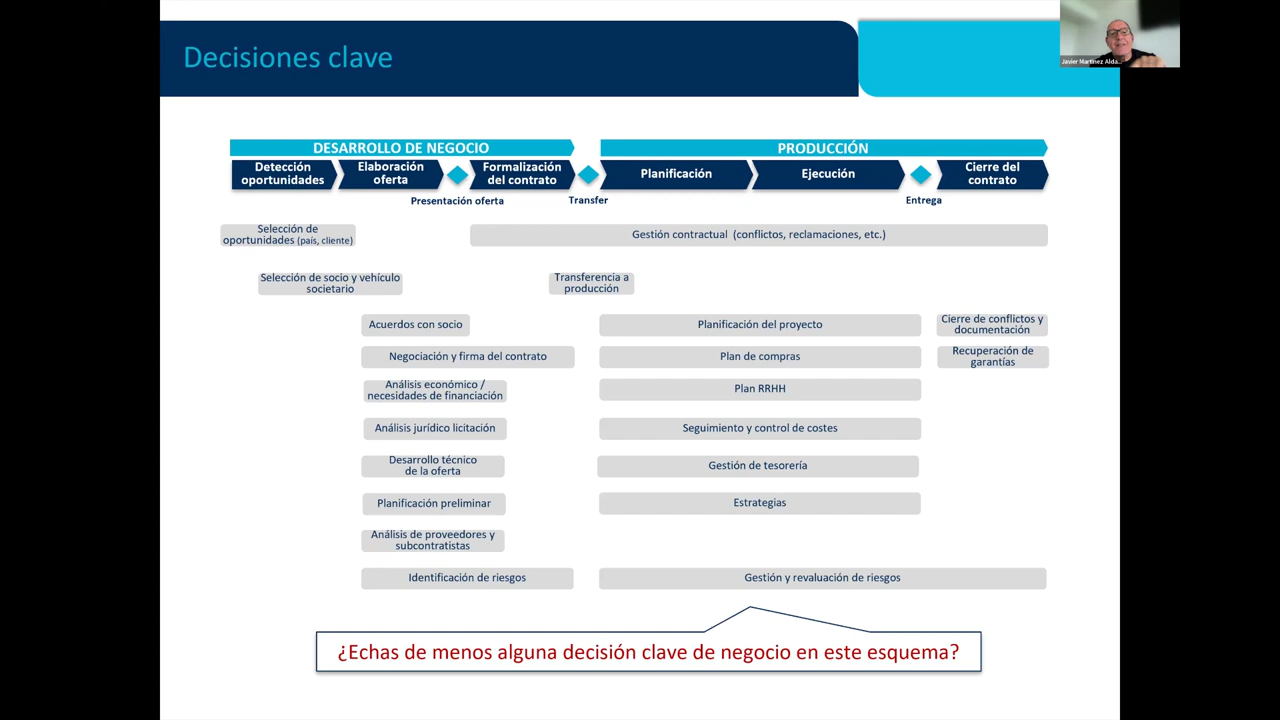 Decisiones clave
Javier Martínez Alda...
DESARROLLO DE NEGOCIO
PRODUCCIÓN
Detección
oportunidades
Elaboración
oferta
Formalización
del contrato
Planificación
Ejecución
Cierre del
contrato
Presentación oferta
Transfer
Entrega
Selección de
oportunidades (país, cliente)
Gestión contractual (conflictos, reclamaciones, etc.)
Selección de socio y vehículo
societario
Transferencia a
producción
Acuerdos con socio
Planificación del proyecto
Cierre de conflictos y
documentación
Negociación y firma del contrato
Plan de compras
Recuperación de
garantías
Análisis económico /
necesidades de financiación
Plan RRHH
Análisis jurídico licitación
Seguimiento y control de costes
Desarrollo técnico
de la oferta
Gestión de tesorería
Planificación preliminar
Estrategias
Análisis de proveedores y
subcontratistas
Identificación de riesgos
Gestión y revaluación de riesgos
¿Echas de menos alguna decisión clave de negocio en este esquema?